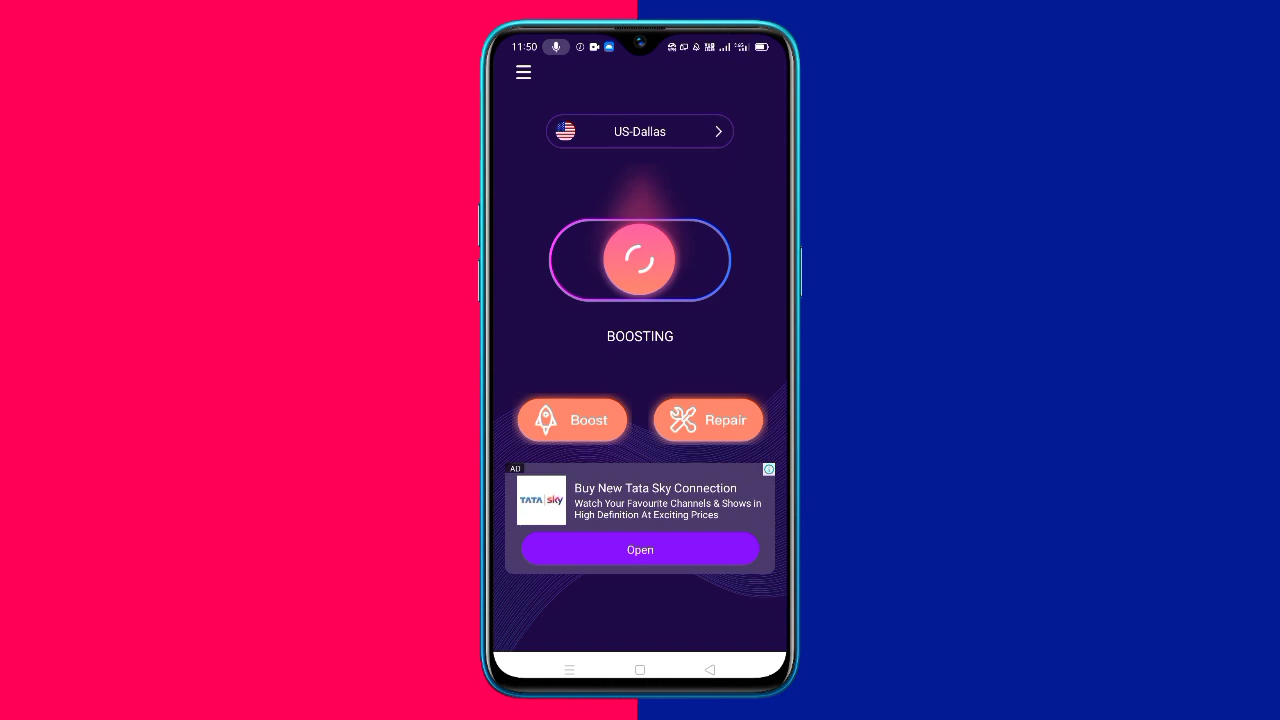 11:50
US-Dallas
BOOSTING
Boost
Repair
AD
TATA sky
Buy New Tata Sky Connection
Watch Your Favourite Channels & Shows in
High Definition At Exciting Prices
Open